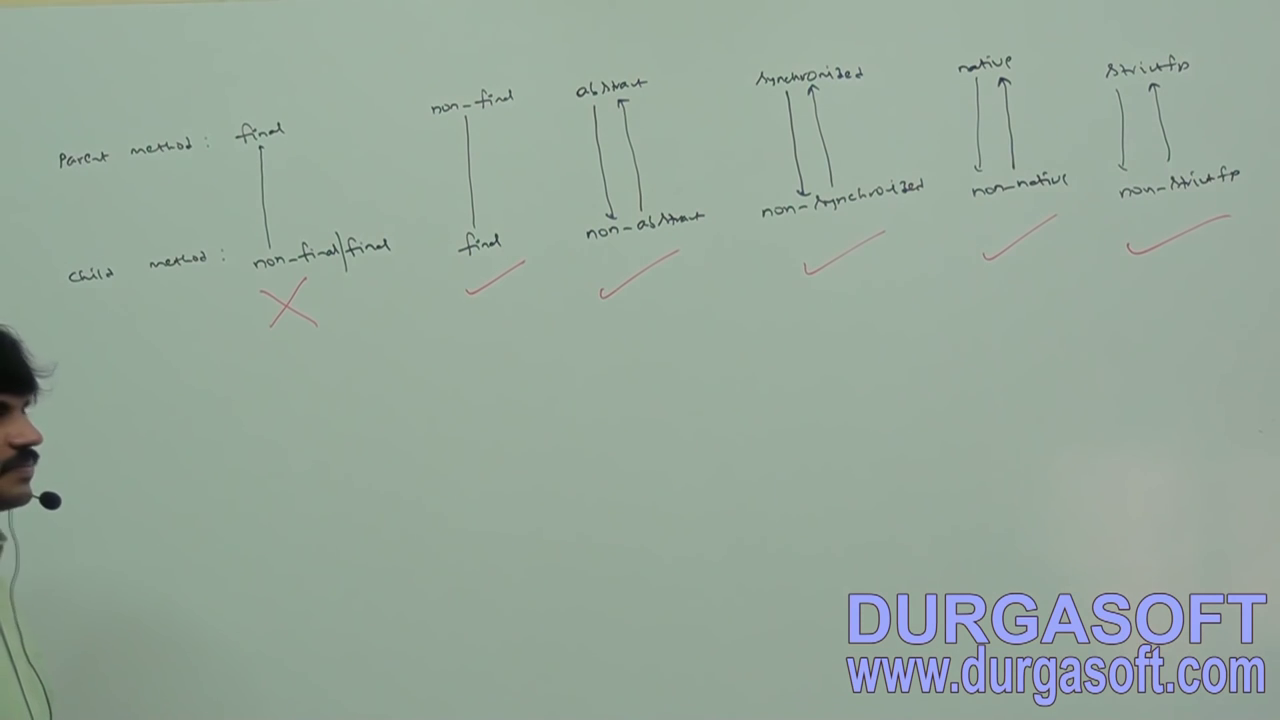 Parent method : final non-final abstract synchronized native strictfp
child method : non-final/final final non-abstract non-synchronized non-native non-strictfp
DURGASOFT
www.durgasoft.com